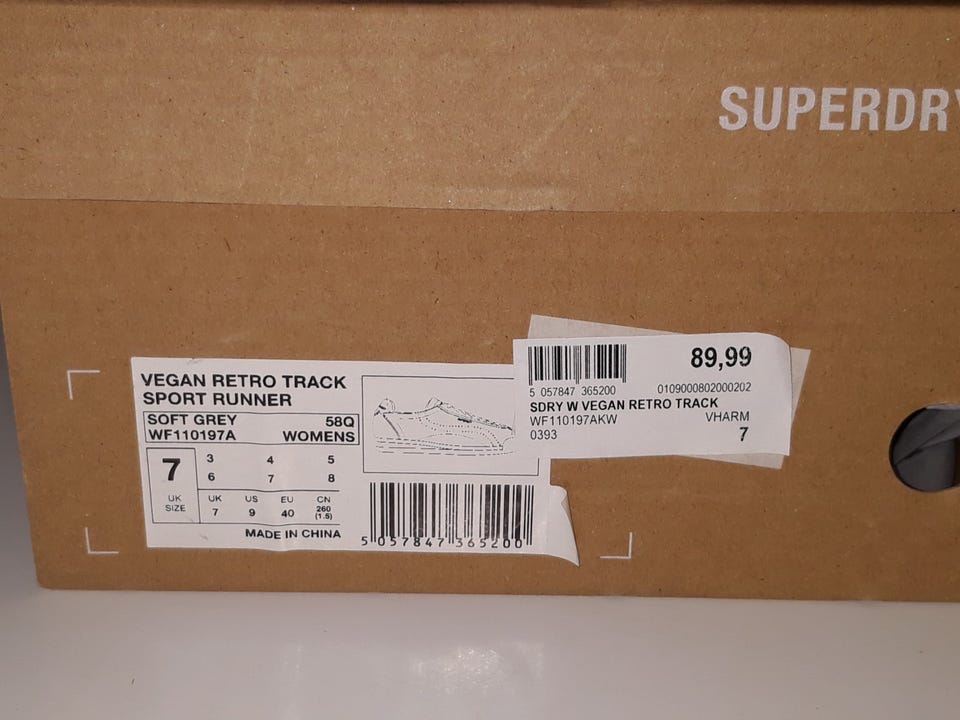 SUPERDRY
VEGAN RETRO TRACK
SPORT RUNNER
SOFT GREY 58Q
WF110197A WOMENS
7
UK
SIZE
3 4 5
6 7 8
UK US EU CN
7 9 40 260
(1.5)
MADE IN CHINA
5 057847 365200
89,99
5 057847 365200 0109000802000202
SDRY W VEGAN RETRO TRACK
WF110197AKW VHARM
0393 7